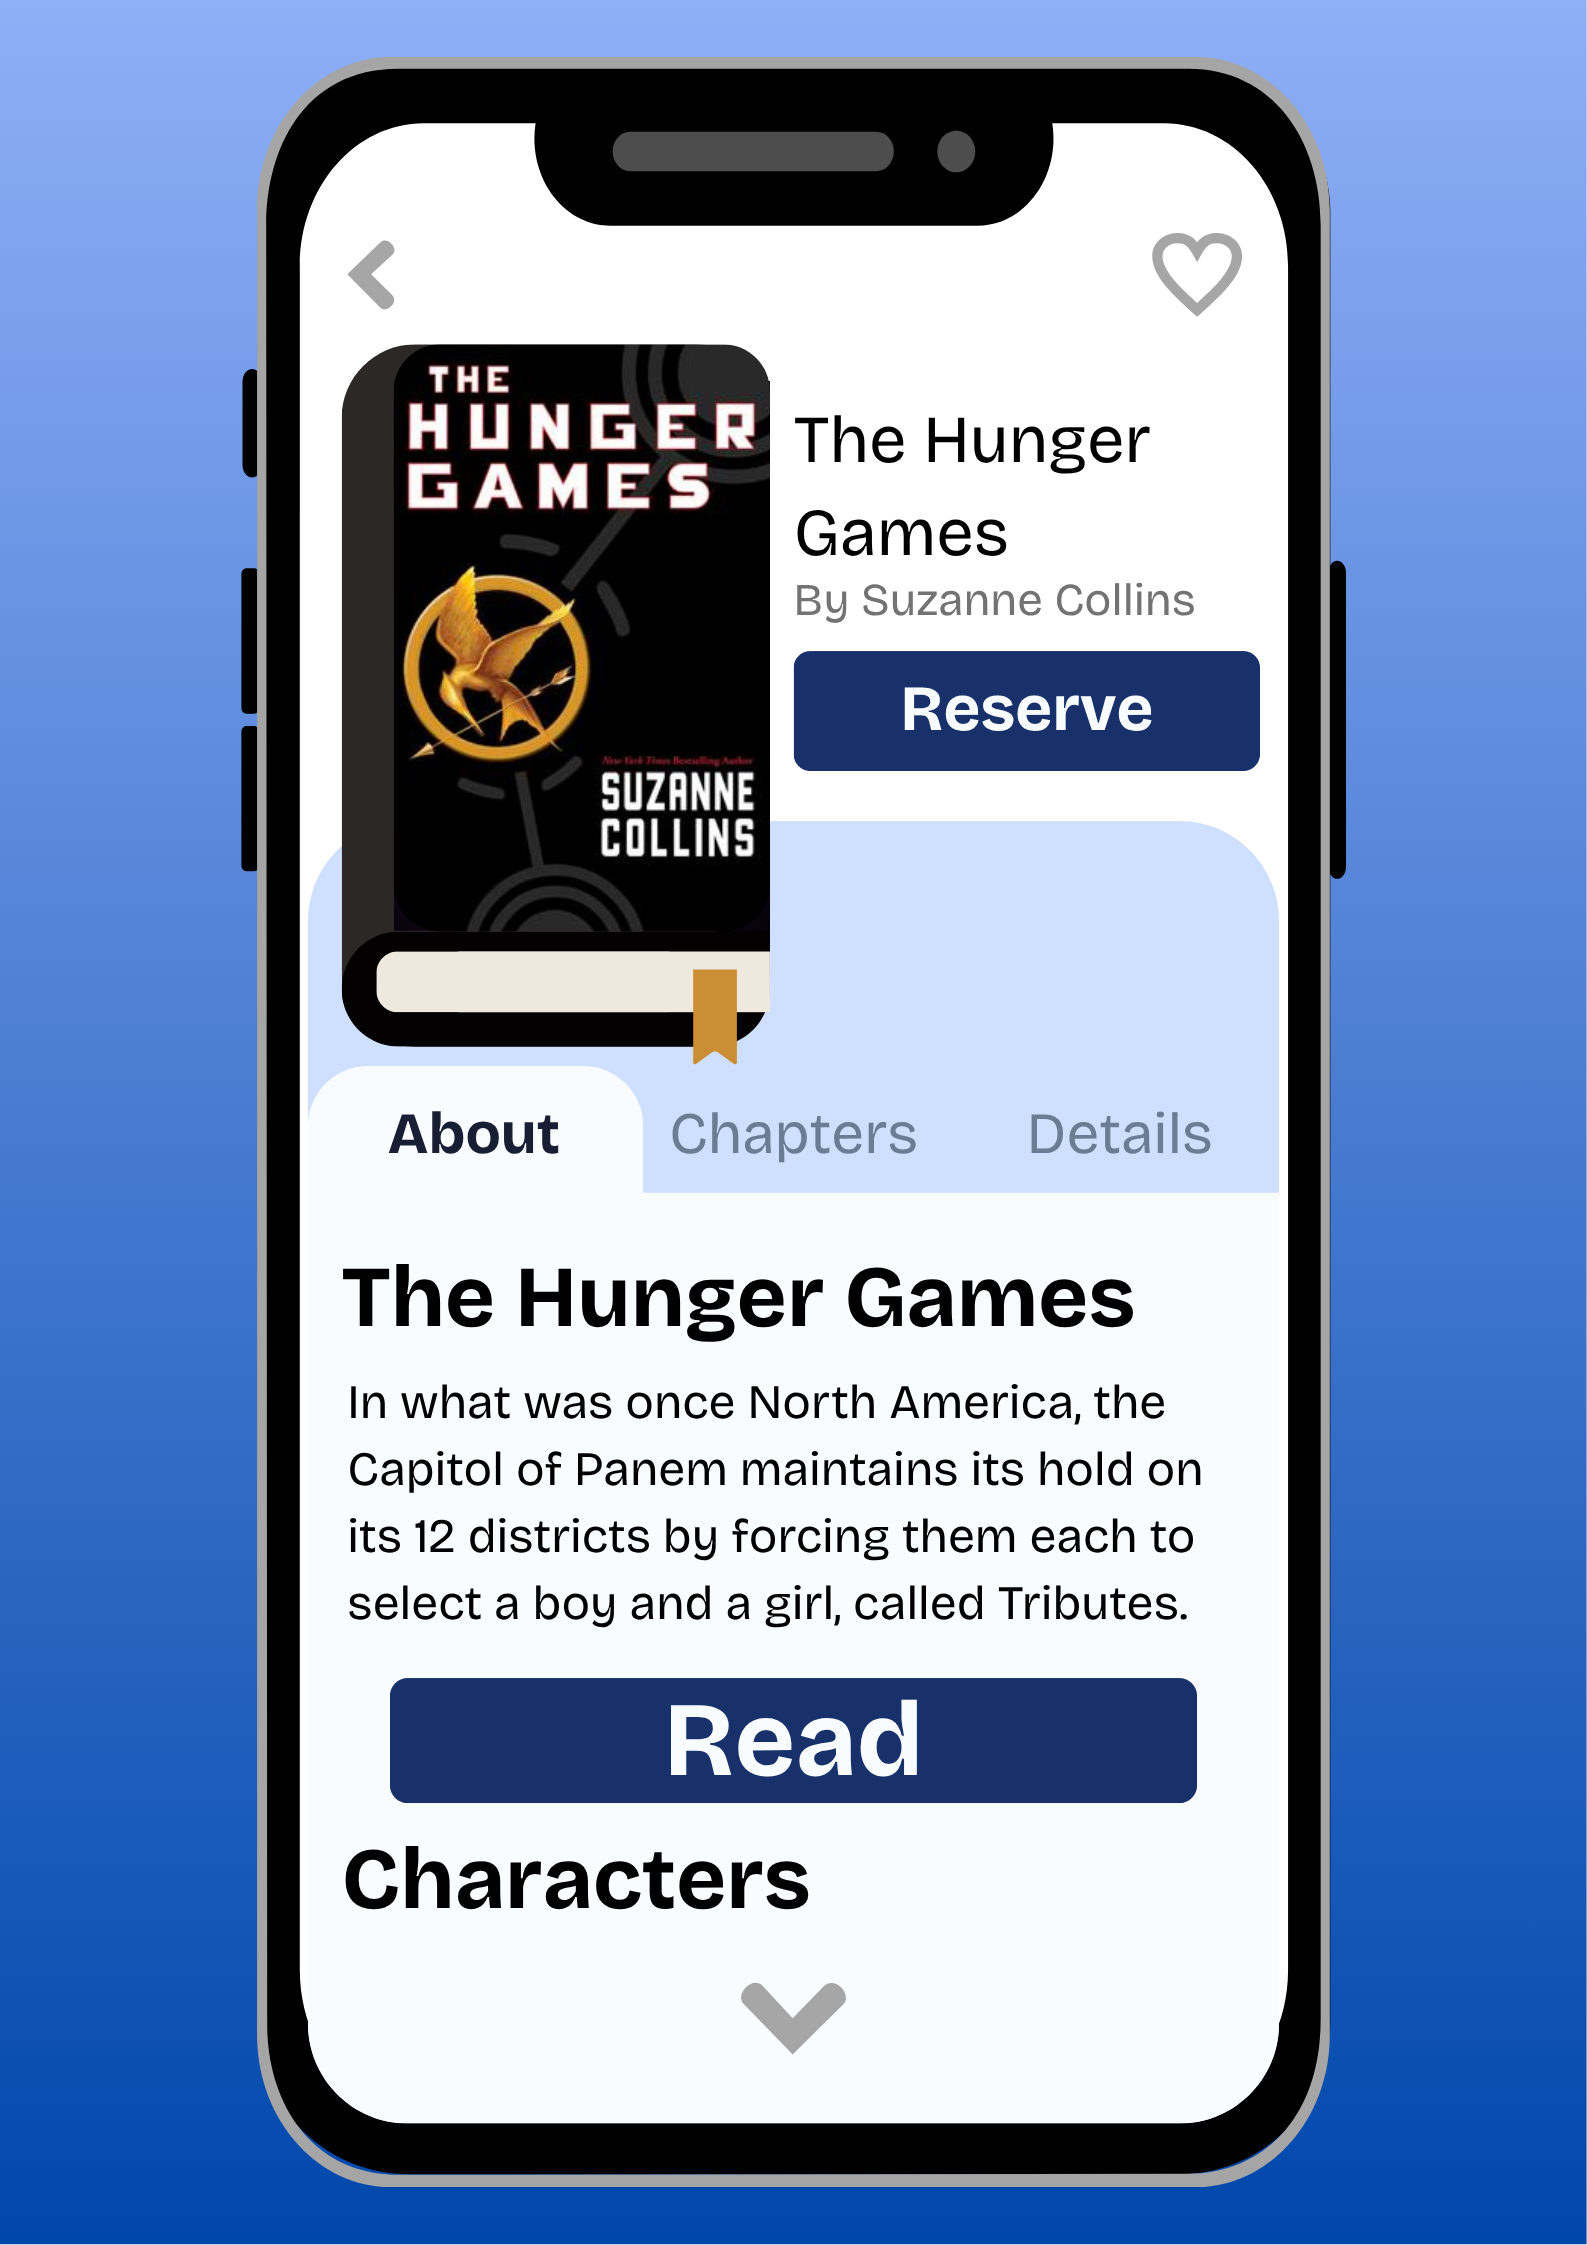 THE
HUNGER
GAMES
New York Times Bestselling Author
SUZANNE
COLLINS
The Hunger
Games
By Suzanne Collins
Reserve
About Chapters Details
The Hunger Games
In what was once North America, the
Capitol of Panem maintains its hold on
its 12 districts by forcing them each to
select a boy and a girl, called Tributes.
Read
Characters